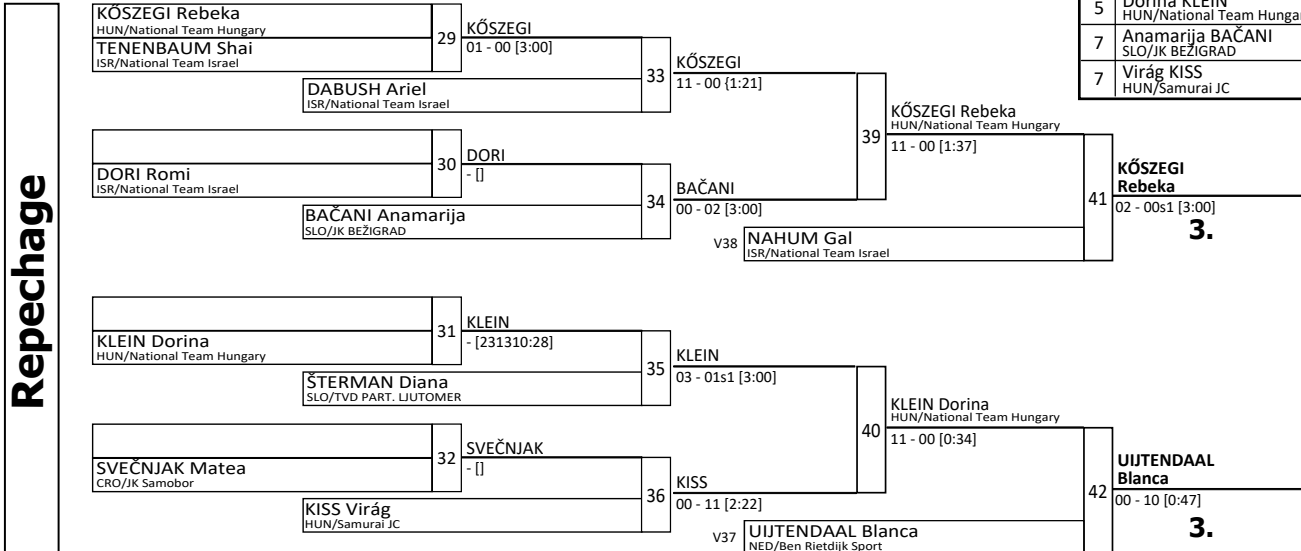 Repechage
KŐSZEGI Rebeka
HUN/National Team Hungary
TENENBAUM Shai
ISR/National Team Israel
29
KŐSZEGI
01 - 00 [3:00]
DABUSH Ariel
ISR/National Team Israel
33
KŐSZEGI
11 - 00 {1:21]
DORI Romi
ISR/National Team Israel
30
DORI
- []
BAČANI Anamarija
SLO/JK BEŽIGRAD
34
BAČANI
00 - 02 [3:00]
39
KŐSZEGI Rebeka
HUN/National Team Hungary
11 - 00 [1:37]
V38
NAHUM Gal
ISR/National Team Israel
41
KŐSZEGI
Rebeka
02 - 00s1 [3:00]
3.
KLEIN Dorina
HUN/National Team Hungary
31
KLEIN
- [231310:28]
ŠTERMAN Diana
SLO/TVD PART. LJUTOMER
35
KLEIN
03 - 01s1 [3:00]
SVEČNJAK Matea
CRO/JK Samobor
32
SVEČNJAK
- []
KISS Virág
HUN/Samurai JC
36
KISS
00 - 11 [2:22]
40
KLEIN Dorina
HUN/National Team Hungary
11 - 00 [0:34]
V37
UIJTENDAAL Blanca
NED/Ben Rietdijk Sport
42
UIJTENDAAL
Blanca
00 - 10 [0:47]
3.
5
Dorina KLEIN
HUN/National Team Hungar
7
Anamarija BAČANI
SLO/JK BEŽIGRAD
7
Virág KISS
HUN/Samurai JC